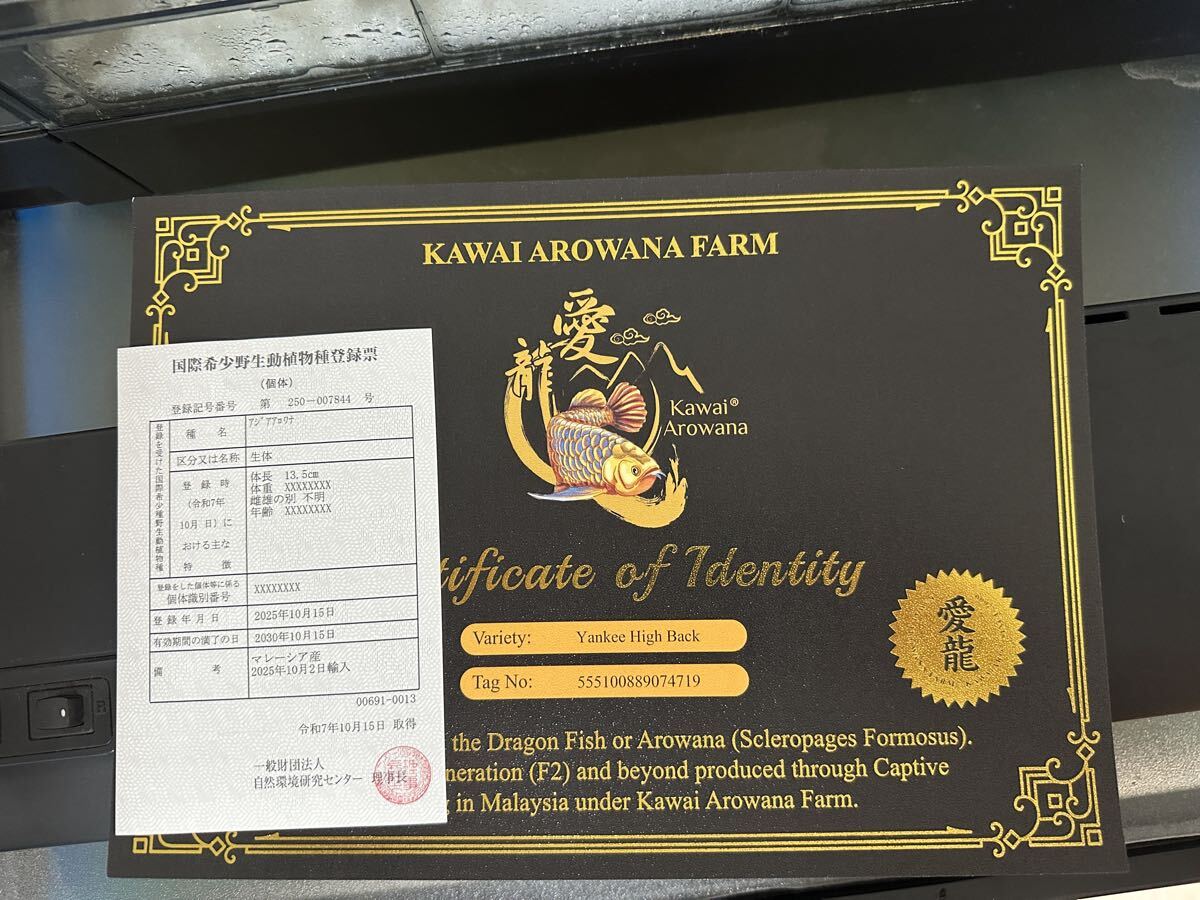 KAWAI AROWANA FARM
愛
龍
Kawai®
Arowana
tificate of Identity
Variety: Yankee High Back
Tag No: 555100889074719
愛
龍
the Dragon Fish or Arowana (Scleropages Formosus).
neration (F2) and beyond produced through Captive
in Malaysia under Kawai Arowana Farm.
国際希少野生動植物種登録票
(個体)
登録記号番号 第 250-007844 号
登録を受けた国際希少野生動植物種
種 名 アジアアロワナ
区分又は名称 生体
登 録 時
(令和7年
10月 日)に
おける主な
特 徴
体長 13.5cm
体重 XXXXXXXX
雌雄の別 不明
年齢 XXXXXXXX
登録をした個体等に係る
個体識別番号 XXXXXXXX
登 録 年 月 日 2025年10月15日
有効期間の満了の日 2030年10月15日
備 考 マレーシア産
2025年10月2日輸入
00691-0013
令和7年10月15日 取得
一般財団法人
自然環境研究センター 理事長